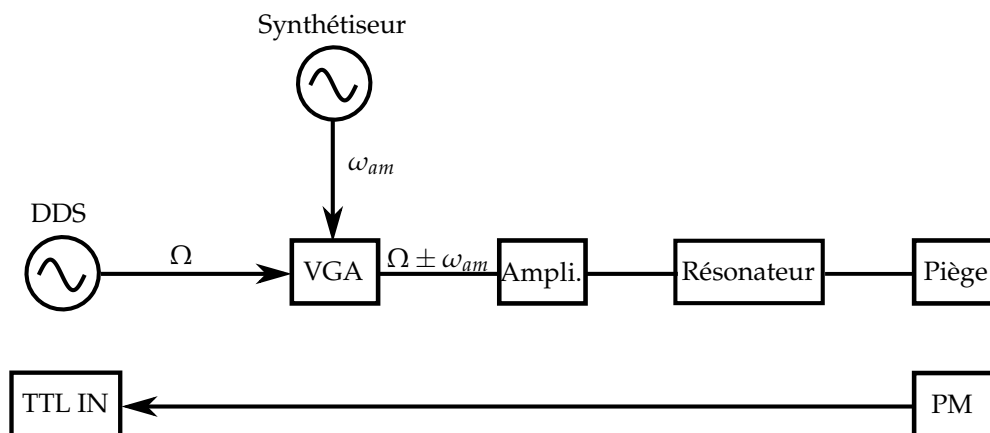 Synthétiseur
ω_am
DDS
Ω
VGA
Ω ± ω_am
Ampli.
Résonateur
Piège
TTL IN
PM